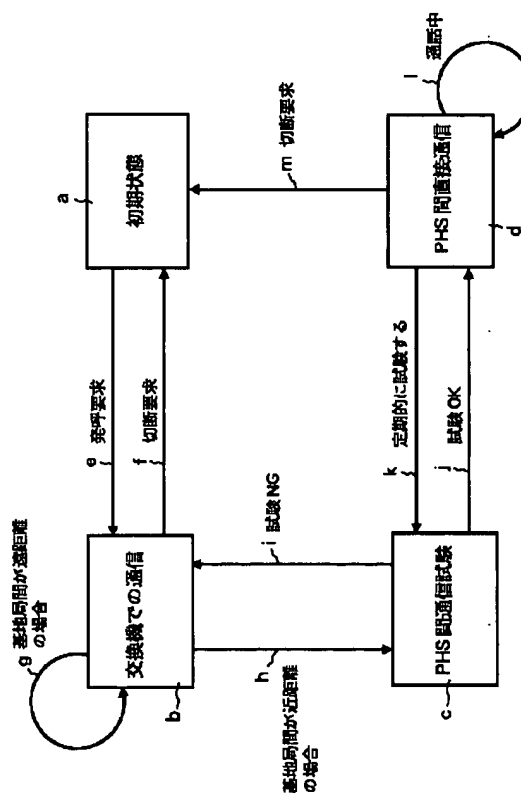 a
初期状態
e 発呼要求
f 切断要求
g 基地局間が遠距離
の場合
交換機での通信
b
m 切断要求
i 試験NG
h
基地局間が近距離
の場合
l
通話中
PHS間直接通信
d
k 定期的に試験する
j 試験OK
PHS間通信試験
c